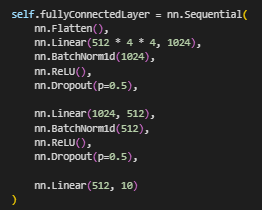 self.fullyConnectedLayer = nn.Sequential(
    nn.Flatten(),
    nn.Linear(512 * 4 * 4, 1024),
    nn.BatchNorm1d(1024),
    nn.ReLU(),
    nn.Dropout(p=0.5),

    nn.Linear(1024, 512),
    nn.BatchNorm1d(512),
    nn.ReLU(),
    nn.Dropout(p=0.5),

    nn.Linear(512, 10)
)